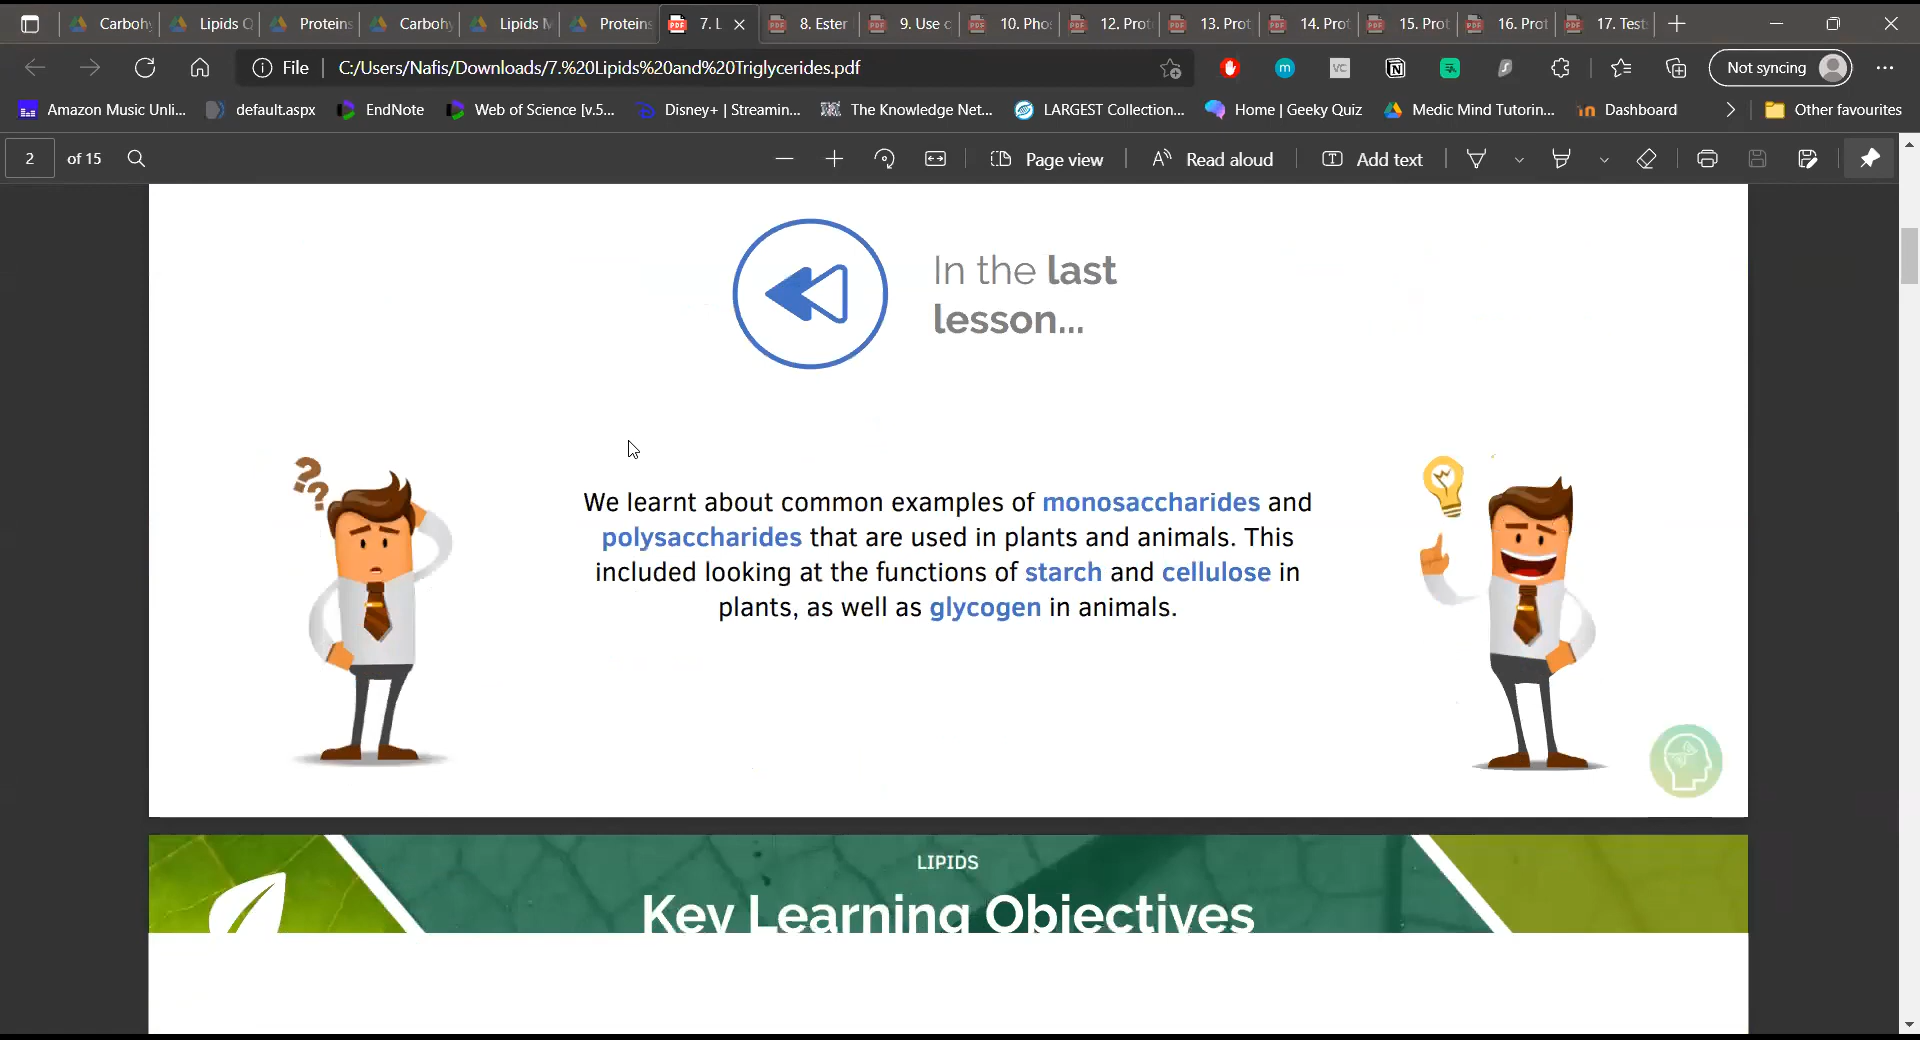 Carboh
Lipids Q
Proteins
Carboh
Lipids M
Proteins
7. L
8. Ester
9. Use o
10. Pho
12. Prot
13. Prot
14. Prot
15. Prot
16. Prot
17. Test
File
C:/Users/Nafis/Downloads/7.%20Lipids%20and%20Triglycerides.pdf
VC
Not syncing
Amazon Music Unli...
default.aspx
EndNote
Web of Science [v.5...
Disney+ | Streamin...
The Knowledge Net...
LARGEST Collection...
Home | Geeky Quiz
Medic Mind Tutorin...
Dashboard
Other favourites
2 of 15
Page view
Read aloud
Add text
In the last
lesson...
??
We learnt about common examples of monosaccharides and
polysaccharides that are used in plants and animals. This
included looking at the functions of starch and cellulose in
plants, as well as glycogen in animals.
LIPIDS
Key Learning Objectives